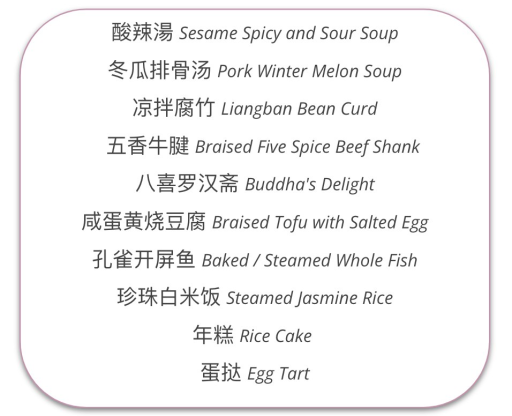 酸辣湯 Sesame Spicy and Sour Soup
冬瓜排骨汤 Pork Winter Melon Soup
凉拌腐竹 Liangban Bean Curd
五香牛腱 Braised Five Spice Beef Shank
八喜罗汉斋 Buddha's Delight
咸蛋黄烧豆腐 Braised Tofu with Salted Egg
孔雀开屏鱼 Baked / Steamed Whole Fish
珍珠白米饭 Steamed Jasmine Rice
年糕 Rice Cake
蛋挞 Egg Tart